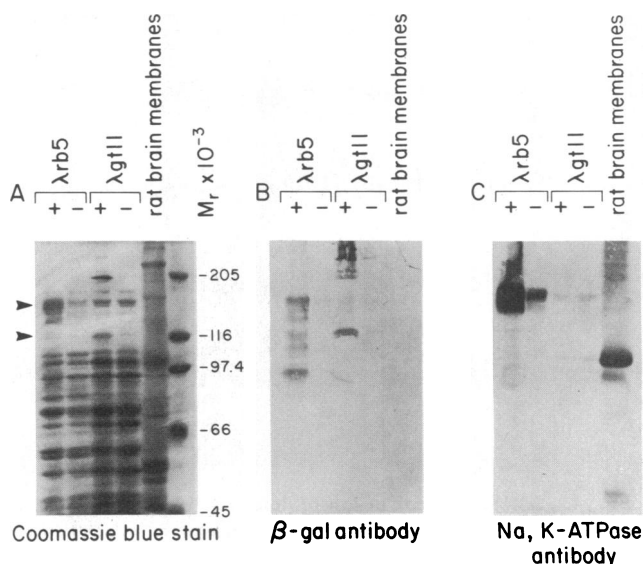 A
λrb5
λgt11
rat brain membranes
Mr x10-3
+ - + -
-205
-116
-97.4
-66
-45
Coomassie blue stain
B
λrb5
λgt11
rat brain membranes
+ - + -
β-gal antibody
C
λrb5
λgt11
rat brain membranes
+ - + -
Na, K-ATPase
antibody